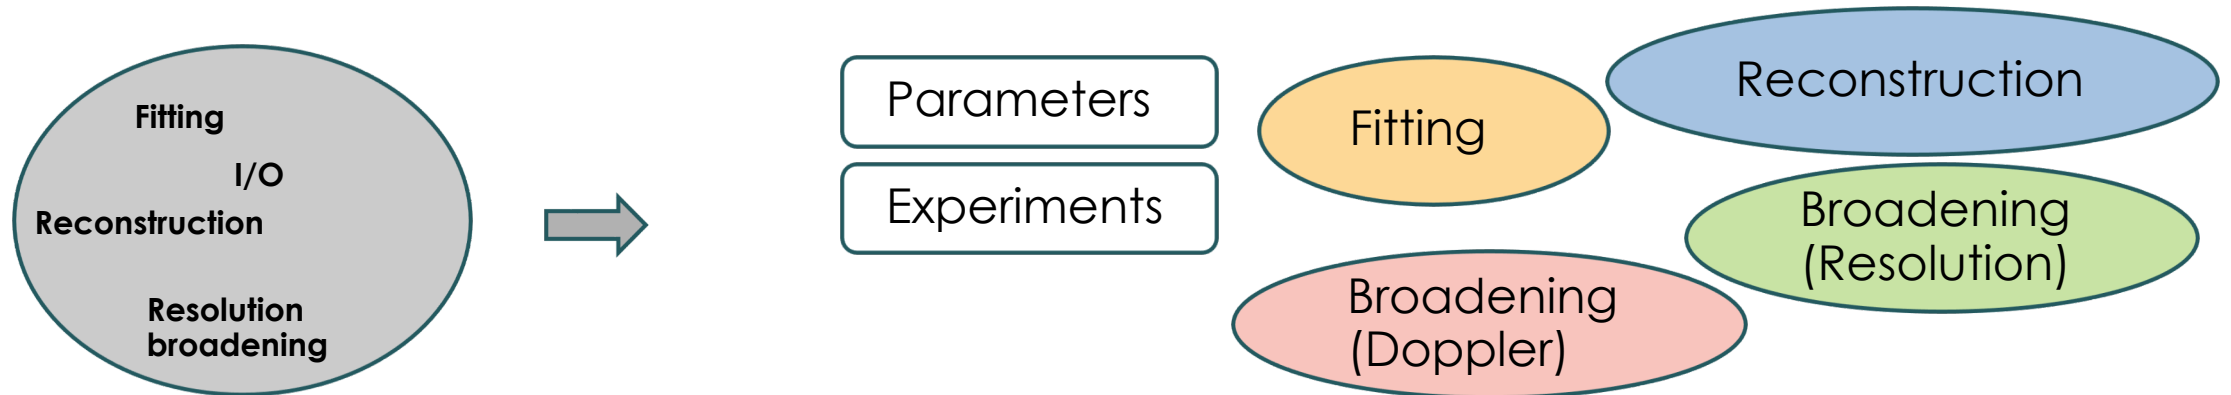 Fitting
I/O
Reconstruction
Resolution
broadening
Parameters
Experiments
Fitting
Reconstruction
Broadening
(Resolution)
Broadening
(Doppler)